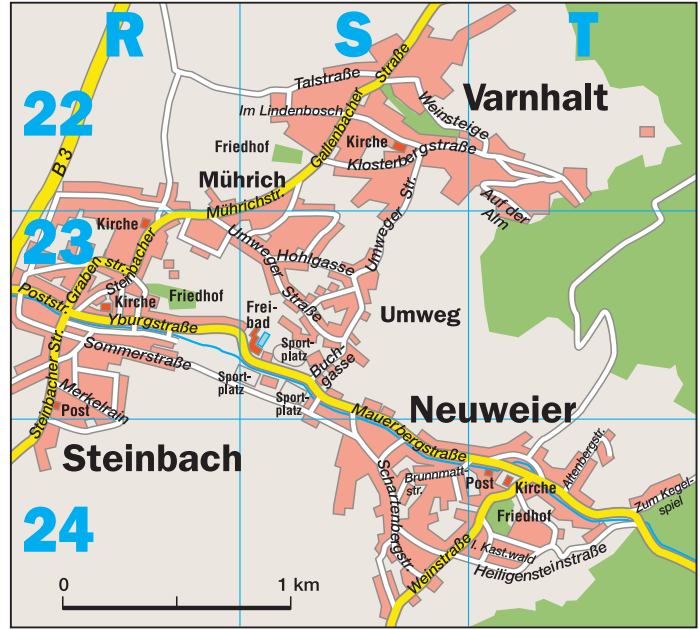 R
S
T
22
23
24
B 3
Talstraße
Straße
Gallenbacher
Im Lindenbosch
Weinsteige
Varnhalt
Friedhof
Kirche
Klosterbergstraße
Mührich
Mührichstr.
Auf der
Alm
Kirche
Steinbacher
Umweger Str.
Umweger Straße
Hohlgasse
Graben
str.
Poststr.
Kirche
Friedhof
Yburgstraße
Frei-
bad
Umweg
Sport-
platz
Buch-
gasse
Sommerstraße
Sport-
platz
Sport-
platz
Steinbacher Str.
Merkelrain
Post
Mauerbergstraße
Neuweier
Steinbach
Schartenbergstr.
Brunnmatt-
str.
Post
Kirche
Altenbergstr.
Zum Kegel-
spiel
Friedhof
I. Kast.wald
Heiligensteinstraße
Weinstraße
0
1 km